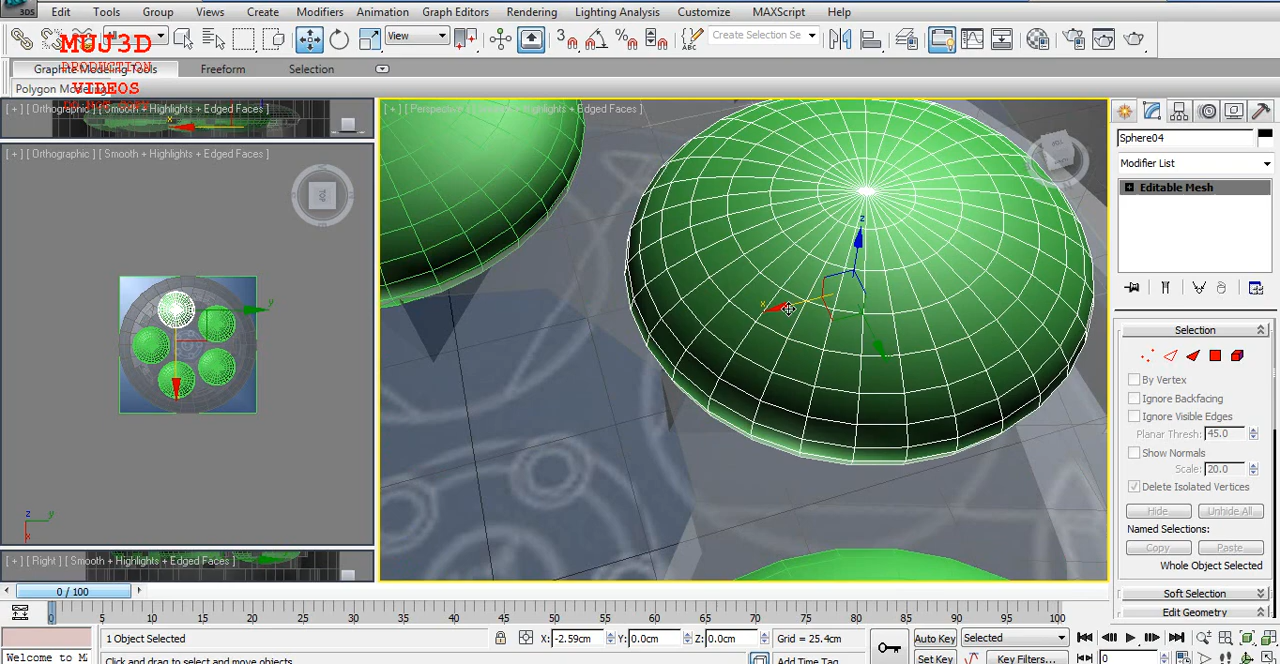 3DS Edit Tools Group Views Create Modifiers Animation Graph Editors Rendering Lighting Analysis Customize MAXScript Help
MUJ3D
PRODUCTION
VIDEOS
View
3
Create Selection Se
ABC
Graphite Modeling Tools Freeform Selection
Polygon Modeling
[ + ] [ Orthographic ] [ Smooth + Highlights + Edged Faces ]
[ + ] [ Orthographic ] [ Smooth + Highlights + Edged Faces ]
TOP
x
y
z y
x
[ + ] [ Right ] [ Smooth + Highlights + Edged Faces ]
[ + ] [ Perspective ] [ Smooth + Highlights + Edged Faces ]
z
x
Sphere04
Modifier List
Editable Mesh
Selection
By Vertex
Ignore Backfacing
Ignore Visible Edges
Planar Thresh: 45.0
Show Normals
Scale: 20.0
Delete Isolated Vertices
Hide Unhide All
Named Selections:
Copy Paste
Whole Object Selected
Soft Selection
Edit Geometry
0 / 100
0 5 10 15 20 25 30 35 40 45 50 55 60 65 70 75 80 85 90 95 100
1 Object Selected X: -2.59cm Y: 0.0cm Z: 0.0cm Grid = 25.4cm Auto Key Selected
Welcome to M
Click and drag to select and move objects Add Time Tag Set Key Key Filters... 0